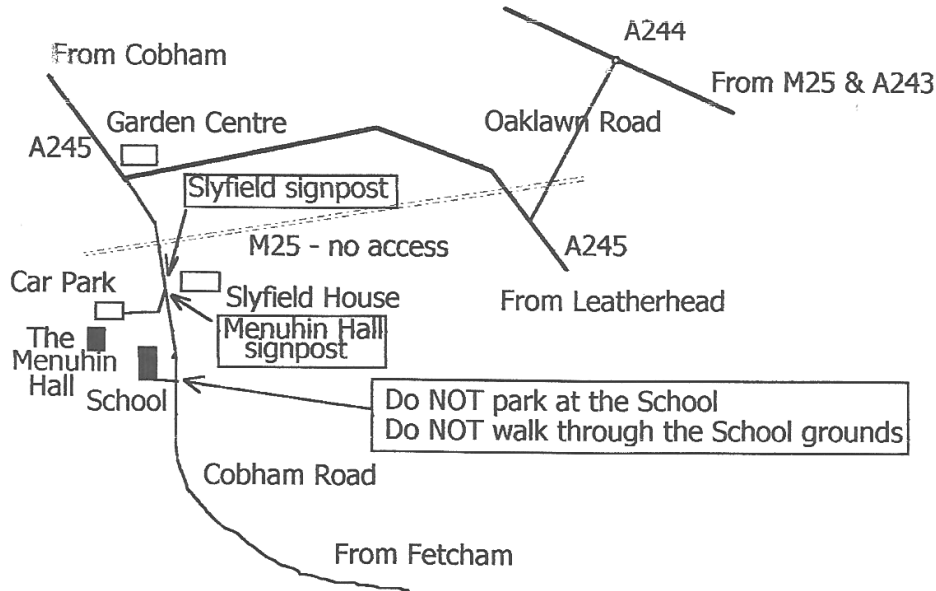 A244
From Cobham
From M25 & A243
Garden Centre
Oaklawn Road
A245
Slyfield signpost
M25 - no access
A245
Car Park
Slyfield House
From Leatherhead
Menuhin Hall
signpost
The
Menuhin
Hall
School
Do NOT park at the School
Do NOT walk through the School grounds
Cobham Road
From Fetcham